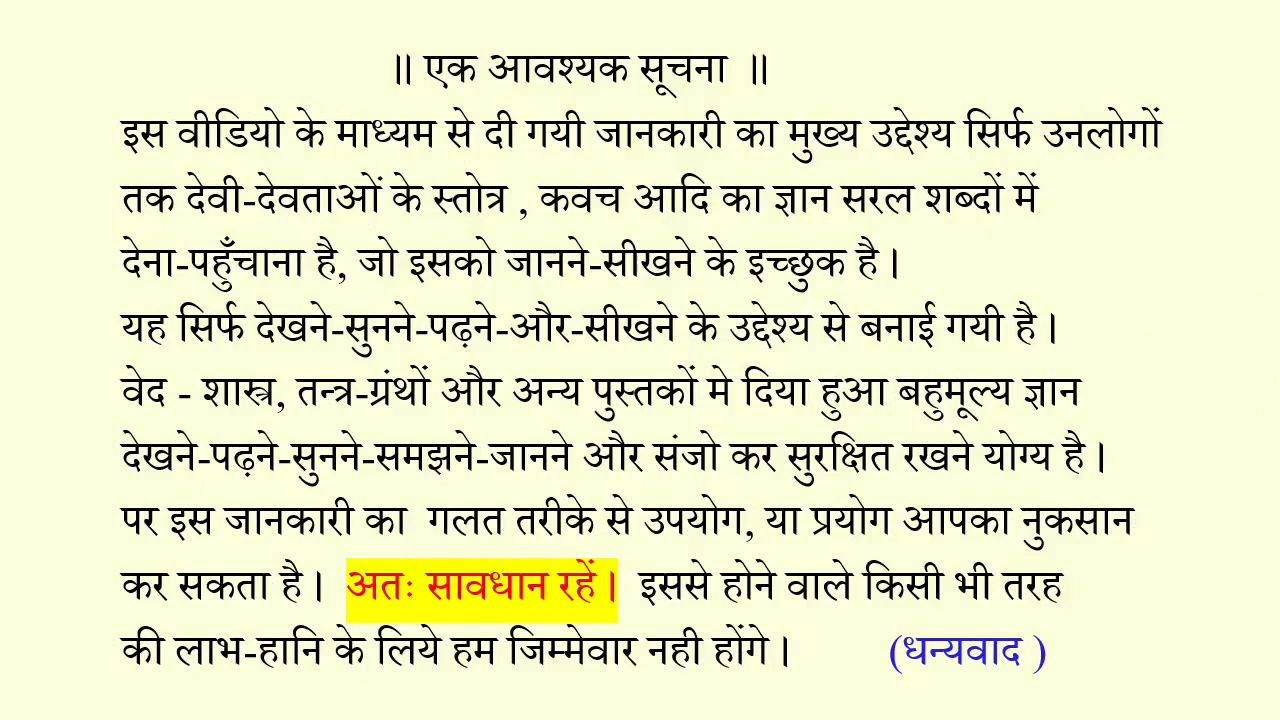 ॥ एक आवश्यक सूचना ॥
इस वीडियो के माध्यम से दी गयी जानकारी का मुख्य उद्देश्य सिर्फ उनलोगों
तक देवी-देवताओं के स्तोत्र , कवच आदि का ज्ञान सरल शब्दों में
देना-पहुँचाना है, जो इसको जानने-सीखने के इच्छुक है।
यह सिर्फ देखने-सुनने-पढ़ने-और-सीखने के उद्देश्य से बनाई गयी है।
वेद - शास्त्र, तन्त्र-ग्रंथों और अन्य पुस्तकों मे दिया हुआ बहुमूल्य ज्ञान
देखने-पढ़ने-सुनने-समझने-जानने और संजो कर सुरक्षित रखने योग्य है।
पर इस जानकारी का गलत तरीके से उपयोग, या प्रयोग आपका नुकसान
कर सकता है। अतः सावधान रहें। इससे होने वाले किसी भी तरह
की लाभ-हानि के लिये हम जिम्मेवार नही होंगे। (धन्यवाद )